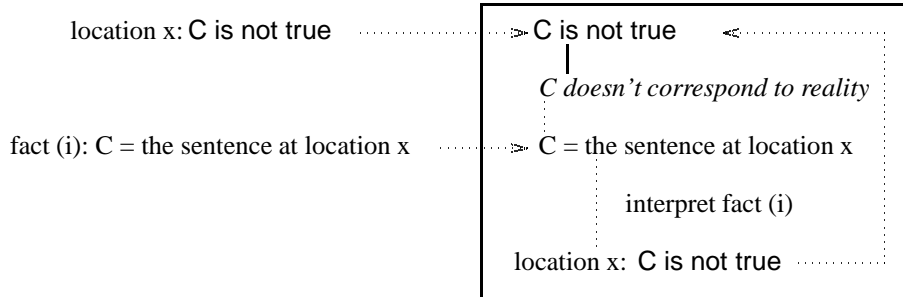 location x: C is not true
C is not true
C doesn't correspond to reality
fact (i): C = the sentence at location x
C = the sentence at location x
interpret fact (i)
location x: C is not true